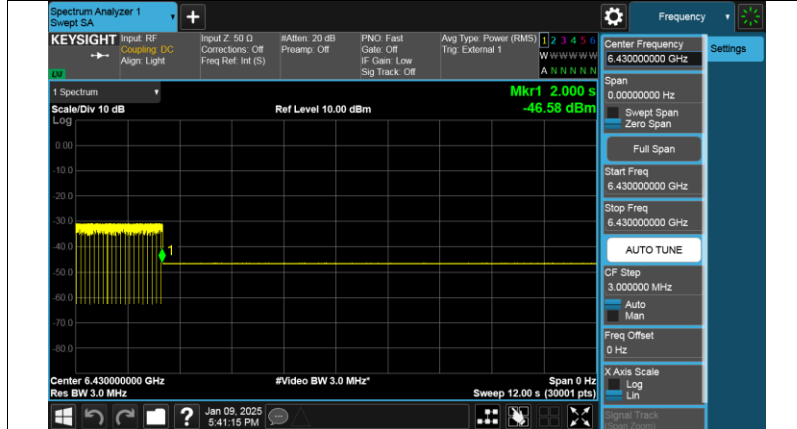 Spectrum Analyzer 1
Swept SA
Frequency
KEYSIGHT
Input: RF
Coupling: DC
Align: Light
Input Z: 50 Ω
Corrections: Off
Freq Ref: Int (S)
#Atten: 20 dB
Preamp: Off
PNO: Fast
Gate: Off
IF Gain: Low
Sig Track: Off
Avg Type: Power (RMS)
Trig: External 1
1 2 3 4 5 6
W W W W W W
A N N N N N
LXI
1 Spectrum
Scale/Div 10 dB
Log
Ref Level 10.00 dBm
Mkr1 2.000 s
-46.58 dBm
0.00
-10.0
-20.0
-30.0
-40.0
-50.0
-60.0
-70.0
-80.0
1
Center 6.430000000 GHz
Res BW 3.0 MHz
#Video BW 3.0 MHz*
Span 0 Hz
Sweep 12.00 s (30001 pts)
Jan 09, 2025
5:41:15 PM
Center Frequency
6.430000000 GHz
Settings
Span
0.00000000 Hz
Swept Span
Zero Span
Full Span
Start Freq
6.430000000 GHz
Stop Freq
6.430000000 GHz
AUTO TUNE
CF Step
3.000000 MHz
Auto
Man
Freq Offset
0 Hz
X Axis Scale
Log
Lin
Signal Track
(Span Zoom)